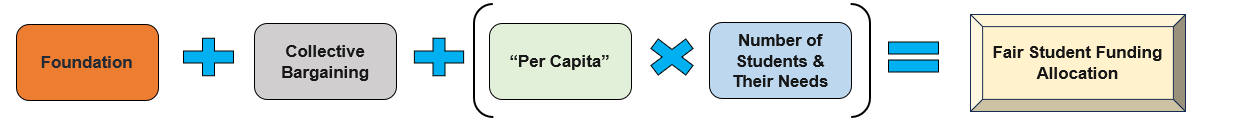 Foundation
Collective
Bargaining
“Per Capita”
Number of
Students &
Their Needs
Fair Student Funding
Allocation